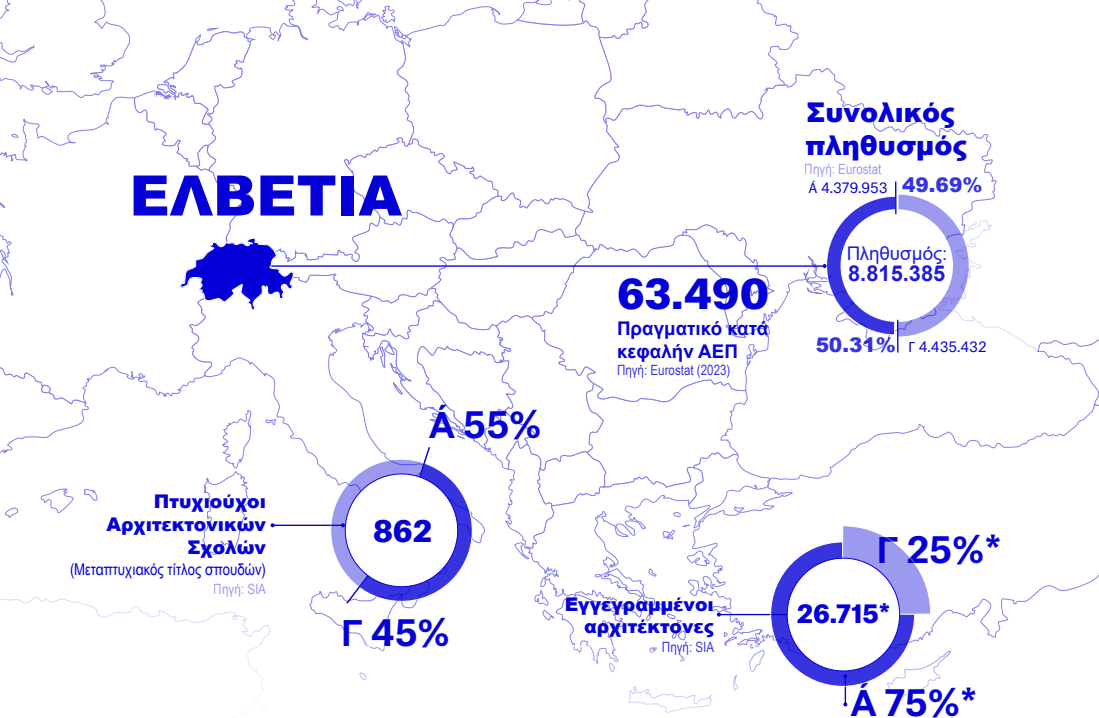 ΕΛΒΕΤΙΑ
Συνολικός
πληθυσμός
Πηγή: Eurostat
Ά 4.379.953
49.69%
Πληθυσμός:
8.815.385
50.31%
Γ 4.435.432
63.490
Πραγματικό κατά
κεφαλήν ΑΕΠ
Πηγή: Eurostat (2023)
Ά 55%
Πτυχιούχοι
Αρχιτεκτονικών
Σχολών
(Μεταπτυχιακός τίτλος σπουδών)
Πηγή: SIA
862
Γ 45%
Γ 25%*
Εγγεγραμμένοι
αρχιτέκτονες
Πηγή: SIA
26.715*
Ά 75%*